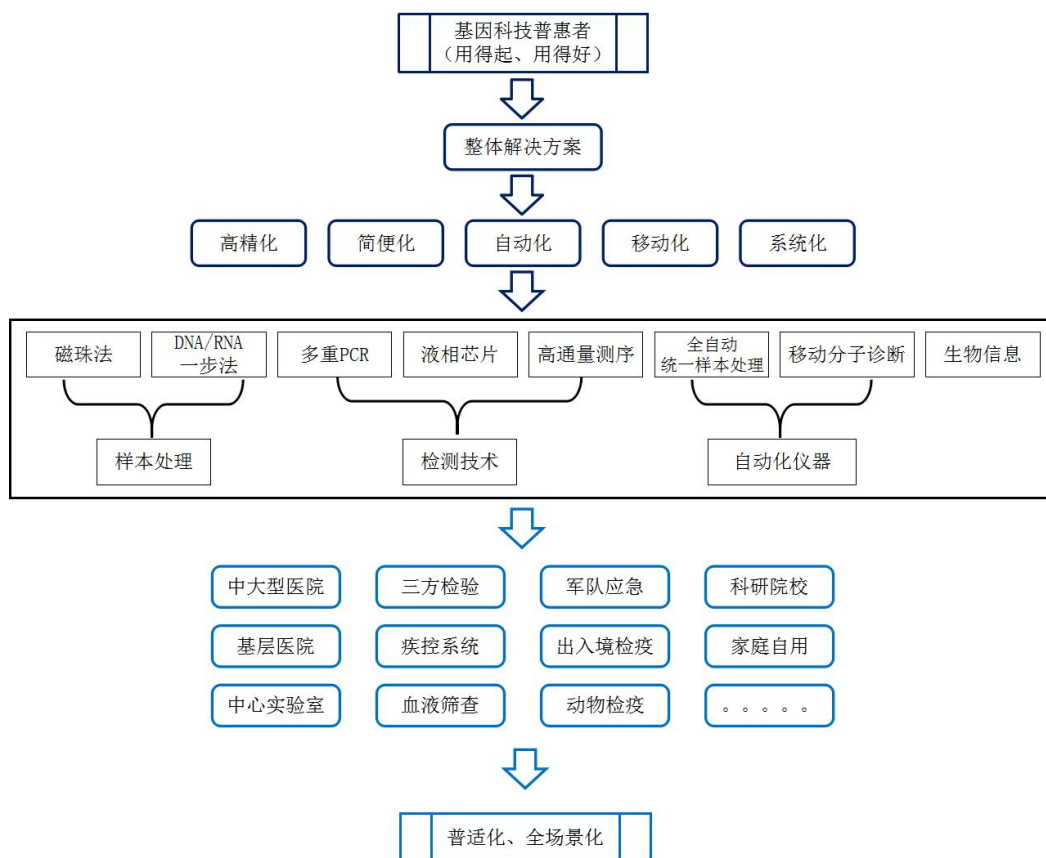 基因科技普惠者
（用得起、用得好）
整体解决方案
高精化
简便化
自动化
移动化
系统化
磁珠法
DNA/RNA
一步法
多重PCR
液相芯片
高通量测序
全自动
统一样本处理
移动分子诊断
生物信息
样本处理
检测技术
自动化仪器
中大型医院
三方检验
军队应急
科研院校
基层医院
疾控系统
出入境检疫
家庭自用
中心实验室
血液筛查
动物检疫
。。。。。
普适化、全场景化